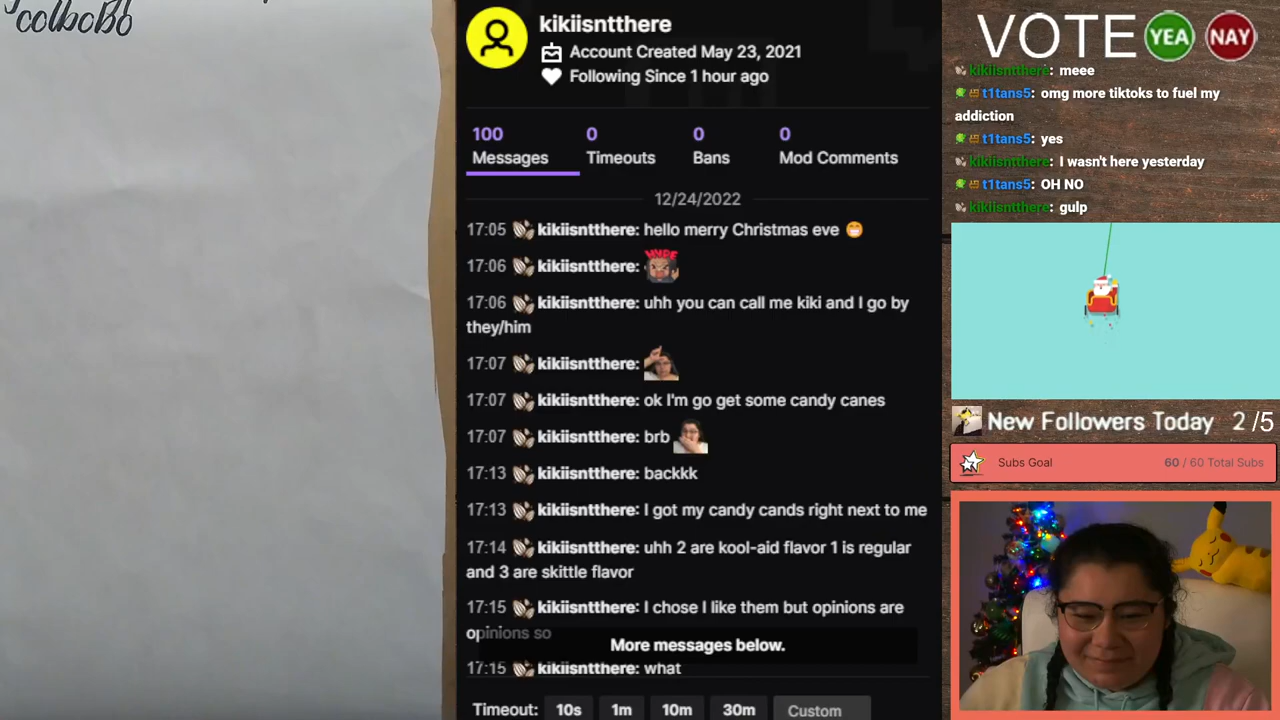 colboBo
kikiisntthere
Account Created May 23, 2021
Following Since 1 hour ago
100
Messages
0
Timeouts
0
Bans
0
Mod Comments
12/24/2022
17:05 kikiisntthere: hello merry Christmas eve 😁
17:06 kikiisntthere: HYPE
17:06 kikiisntthere: uhh you can call me kiki and I go by
they/him
17:07 kikiisntthere:
17:07 kikiisntthere: ok I'm go get some candy canes
17:07 kikiisntthere: brb
17:13 kikiisntthere: backkk
17:13 kikiisntthere: I got my candy cands right next to me
17:14 kikiisntthere: uhh 2 are kool-aid flavor 1 is regular
and 3 are skittle flavor
17:15 kikiisntthere: I chose I like them but opinions are
opinions so
More messages below.
17:15 kikiisntthere: what
Timeout: 10s 1m 10m 30m Custom
VOTE YEA NAY
kikiisntthere: meee
t1tans5: omg more tiktoks to fuel my
addiction
t1tans5: yes
kikiisntthere: I wasn't here yesterday
t1tans5: OH NO
kikiisntthere: gulp
New Followers Today 2 /5
Subs Goal 60 / 60 Total Subs